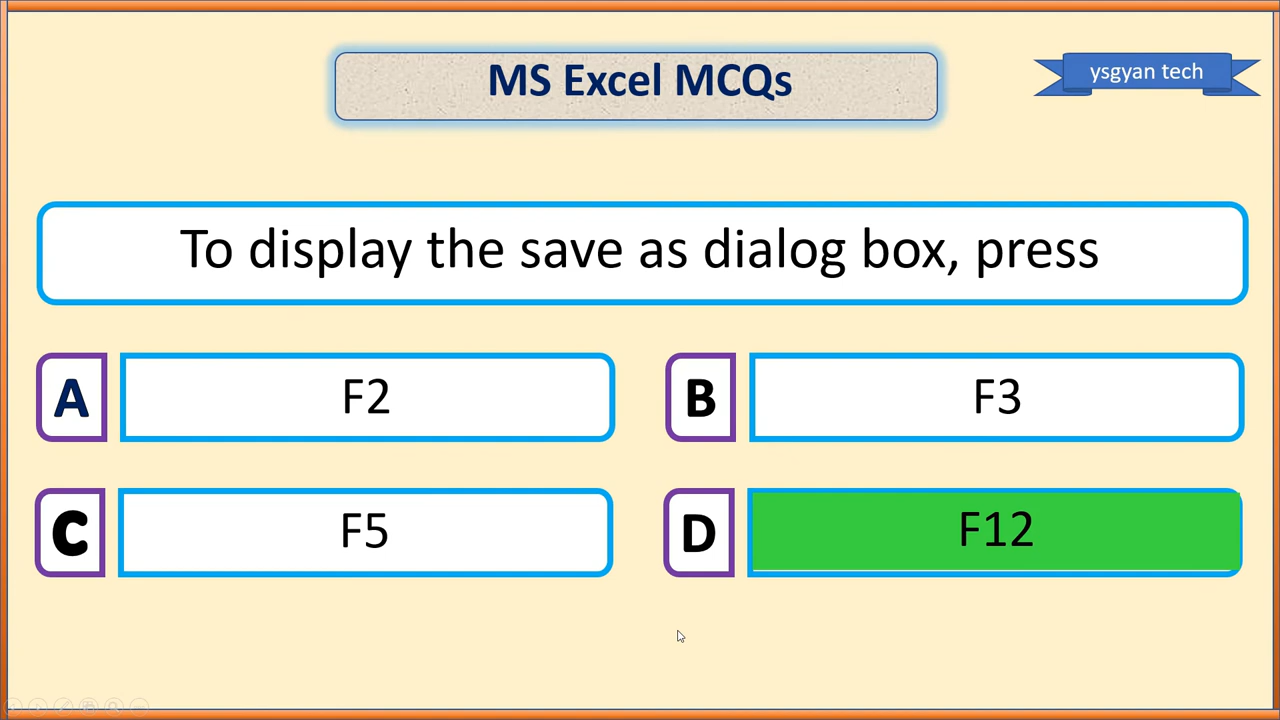 MS Excel MCQs
ysgyan tech
To display the save as dialog box, press
A
F2
B
F3
C
F5
D
F12